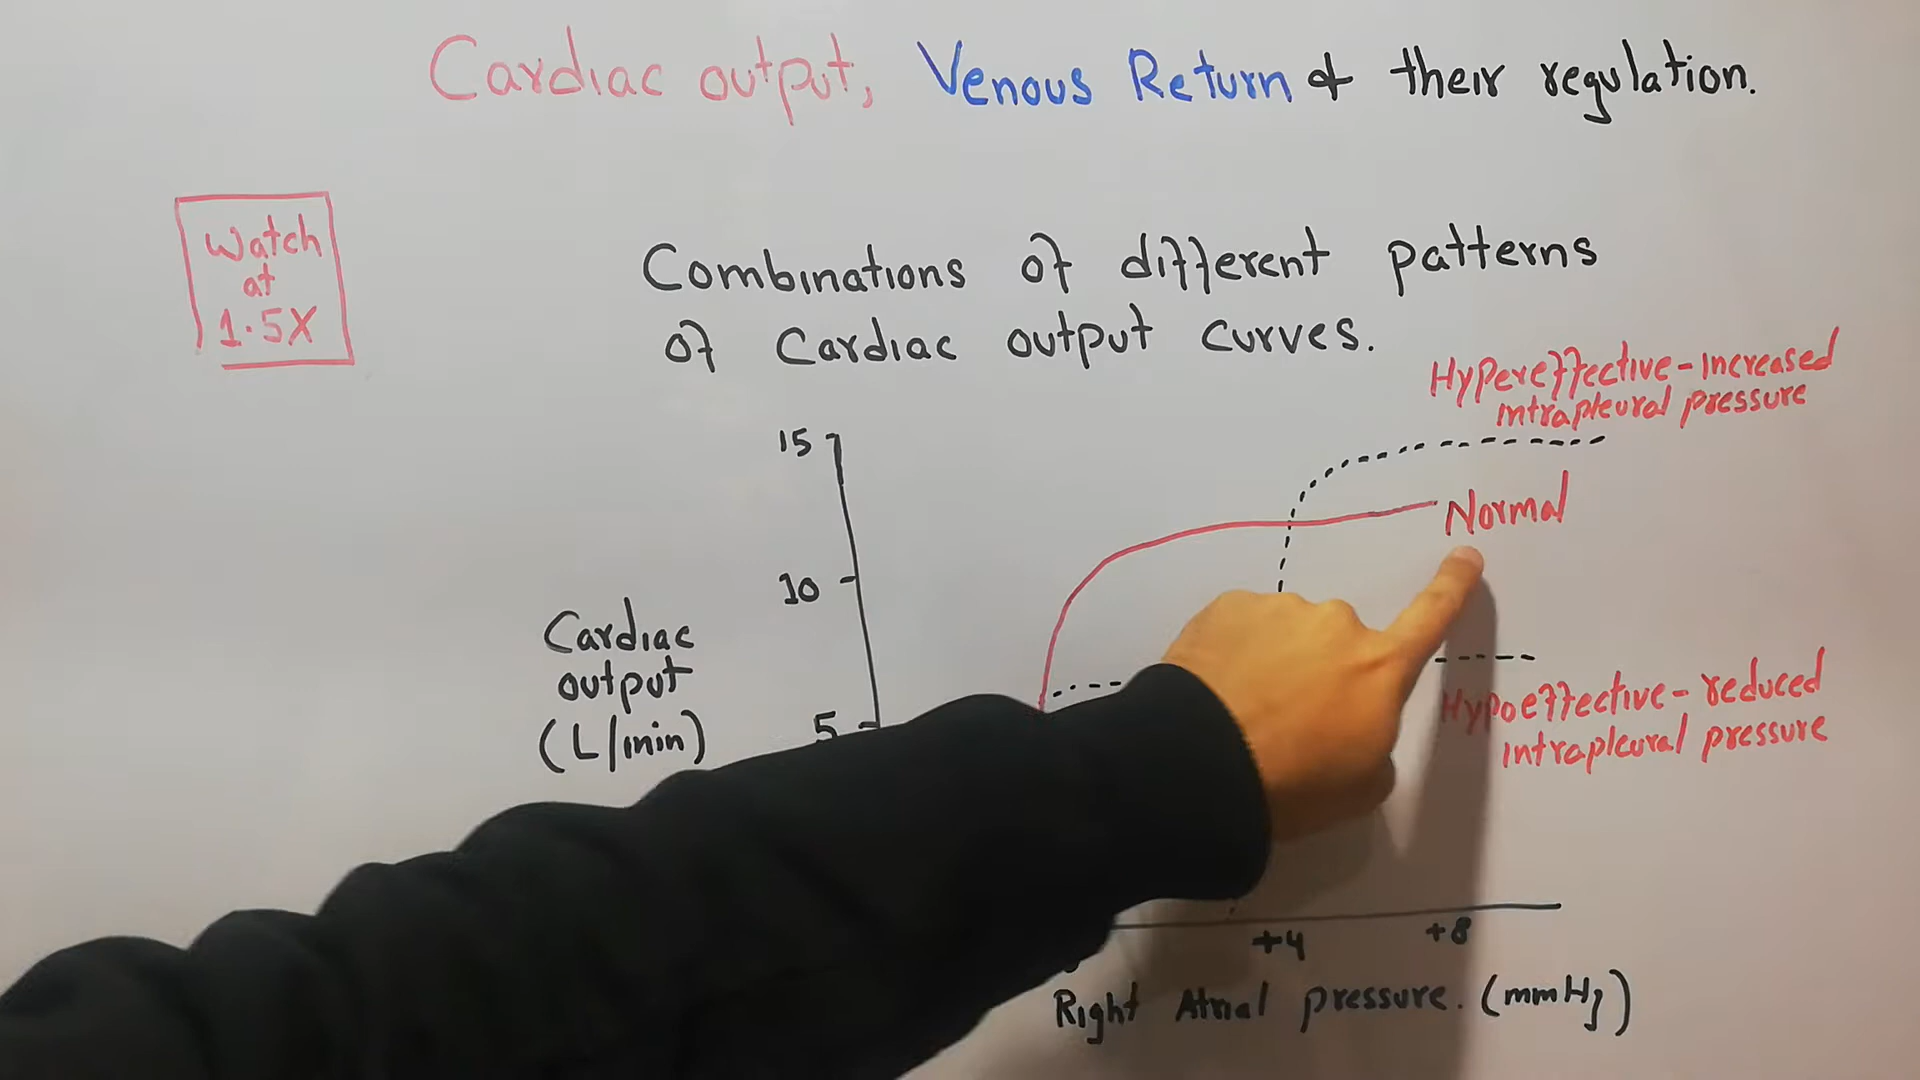 Cardiac output, Venous Return & their regulation.
Watch
at
1.5X
Combinations of different patterns
of Cardiac output curves.
Hypereffective - increased
intrapleural pressure
15
Normal
10
Cardiac
output
(L/min)
5
Hypoeffective - reduced
intrapleural pressure
+4
+8
Right Atrial pressure. (mmHg)